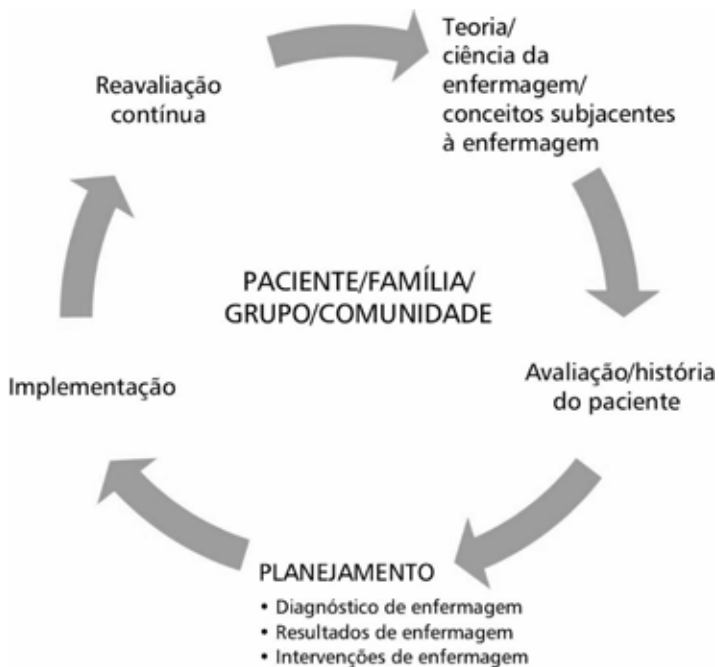 Teoria/
ciência da
enfermagem/
conceitos subjacentes
à enfermagem
Reavaliação
contínua
PACIENTE/FAMÍLIA/
GRUPO/COMUNIDADE
Avaliação/história
do paciente
Implementação
PLANEJAMENTO
• Diagnóstico de enfermagem
• Resultados de enfermagem
• Intervenções de enfermagem